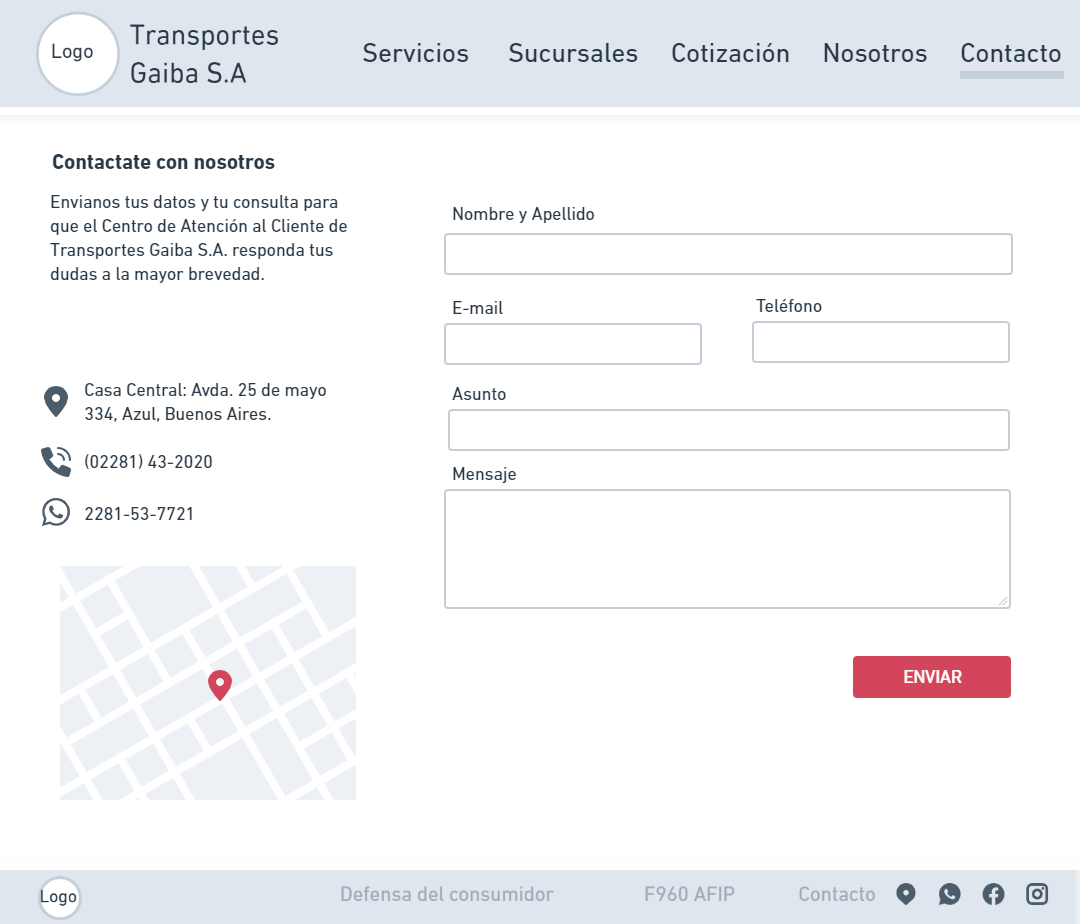 Logo
Transportes
Gaiba S.A
Servicios
Sucursales
Cotización
Nosotros
Contacto
Contactate con nosotros
Envianos tus datos y tu consulta para
que el Centro de Atención al Cliente de
Transportes Gaiba S.A. responda tus
dudas a la mayor brevedad.
Casa Central: Avda. 25 de mayo
334, Azul, Buenos Aires.
(02281) 43-2020
2281-53-7721
Nombre y Apellido
E-mail
Teléfono
Asunto
Mensaje
ENVIAR
Logo
Defensa del consumidor
F960 AFIP
Contacto